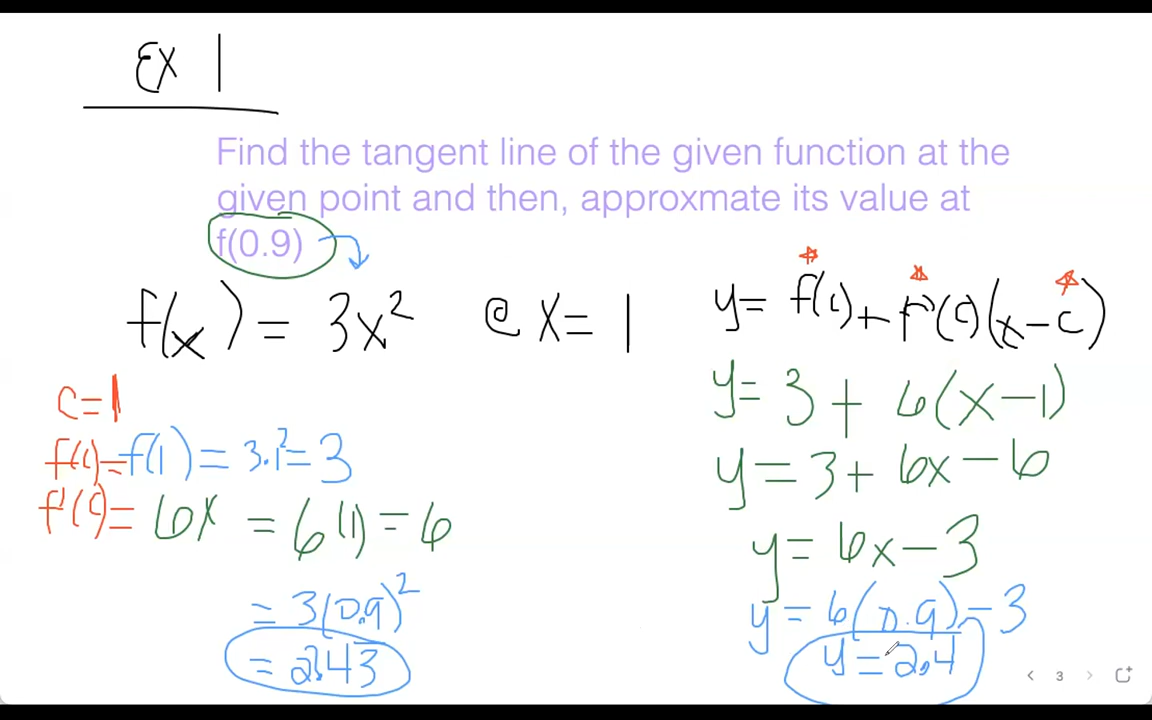 Ex 1
Find the tangent line of the given function at the
given point and then, approxmate its value at
f(0.9)
f(x) = 3x² @ x = 1
c = 1
f(c) = f(1) = 3·1² = 3
f'(c) = 6x = 6(1) = 6
= 3(0.9)²
= 2.43
y = f(c) + f'(c)(x - c)
y = 3 + 6(x - 1)
y = 3 + 6x - 6
y = 6x - 3
y = 6(0.9) - 3
y = 2.4
3